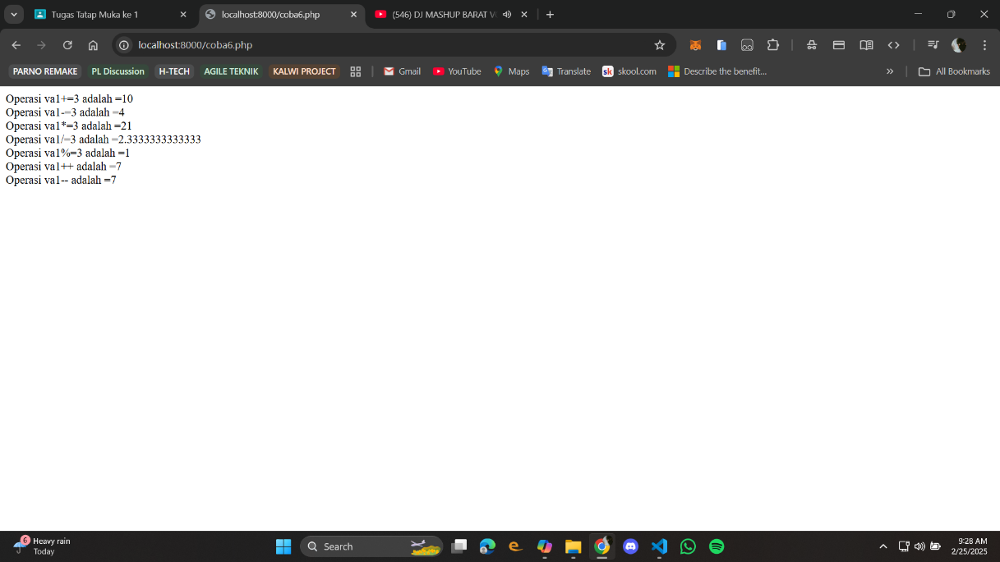 Tugas Tatap Muka ke 1
localhost:8000/coba6.php
(546) DJ MASHUP BARAT V
localhost:8000/coba6.php
PARNO REMAKE PL Discussion H-TECH AGILE TEKNIK KALWI PROJECT Gmail YouTube Maps Translate sk skool.com Describe the benefit... » All Bookmarks
Operasi va1+=3 adalah =10
Operasi va1-=3 adalah =4
Operasi va1*=3 adalah =21
Operasi va1/=3 adalah =2.3333333333333
Operasi va1%=3 adalah =1
Operasi va1++ adalah =7
Operasi va1-- adalah =7
6
Heavy rain
Today
Search
9:28 AM
2/25/2025